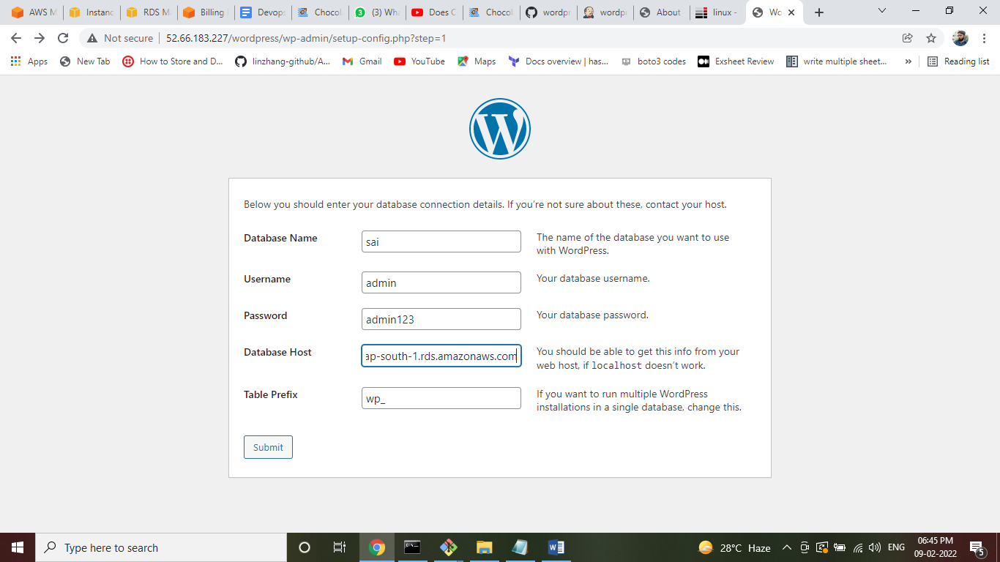 AWS M
Instanc
RDS M
Billing
Devops
Chocol
(3) Wha
Does C
Chocol
wordpr
wordpr
About
linux -
Wo
Not secure
52.66.183.227/wordpress/wp-admin/setup-config.php?step=1
Apps
New Tab
How to Store and D...
linzhang-github/A...
Gmail
YouTube
Maps
Docs overview | has...
boto3 codes
Exsheet Review
write multiple sheet...
»
Reading list
Below you should enter your database connection details. If you’re not sure about these, contact your host.
Database Name
sai
The name of the database you want to use
with WordPress.
Username
admin
Your database username.
Password
admin123
Your database password.
Database Host
ap-south-1.rds.amazonaws.com
You should be able to get this info from your
web host, if localhost doesn’t work.
Table Prefix
wp_
If you want to run multiple WordPress
installations in a single database, change this.
Submit
Type here to search
28°C Haze
ENG
06:45 PM
09-02-2022
5